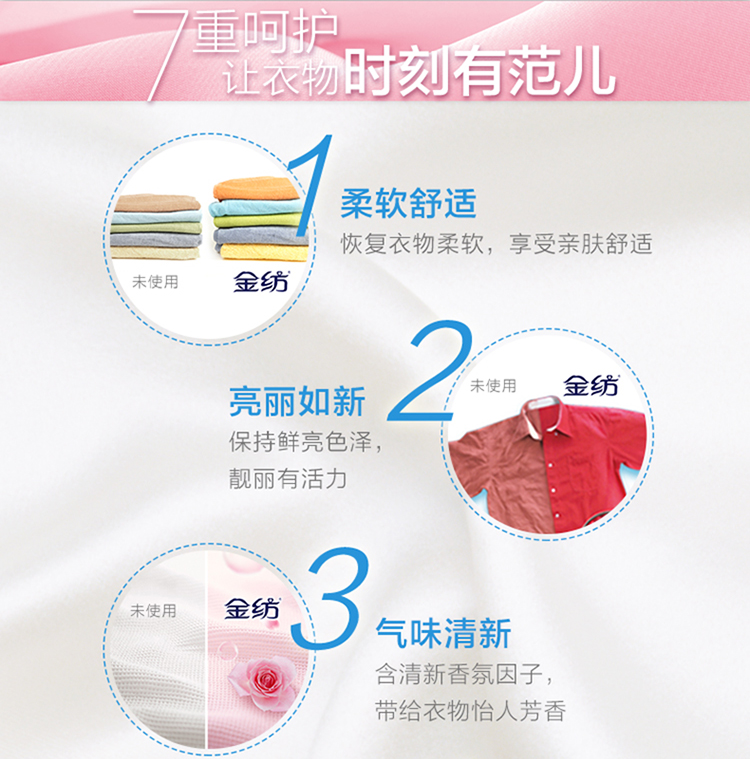 7重呵护
让衣物时刻有范儿
1
柔软舒适
恢复衣物柔软，享受亲肤舒适
未使用
金纺
2
亮丽如新
保持鲜亮色泽，
靓丽有活力
未使用
金纺
3
气味清新
含清新香氛因子，
带给衣物怡人芳香
未使用
金纺